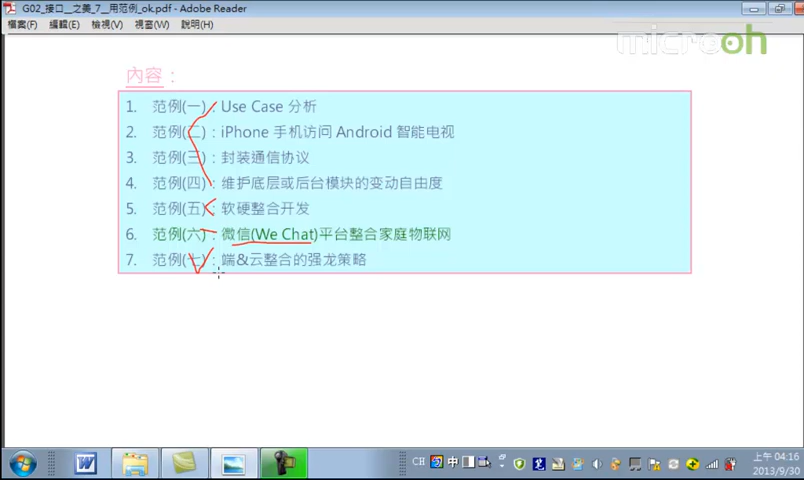 G02_接口__之美_7__用范例_ok.pdf - Adobe Reader
檔案(F) 編輯(E) 檢視(V) 視窗(W) 說明(H)
microoh
內容：
1. 范例(一)：Use Case 分析
2. 范例(二)：iPhone 手机访问 Android 智能电视
3. 范例(三)：封装通信协议
4. 范例(四)：维护底层或后台模块的变动自由度
5. 范例(五)：软硬整合开发
6. 范例(六)：微信(We Chat)平台整合家庭物联网
7. 范例(七)：端&云整合的强龙策略
CH 中 上午 04:16
2013/9/30